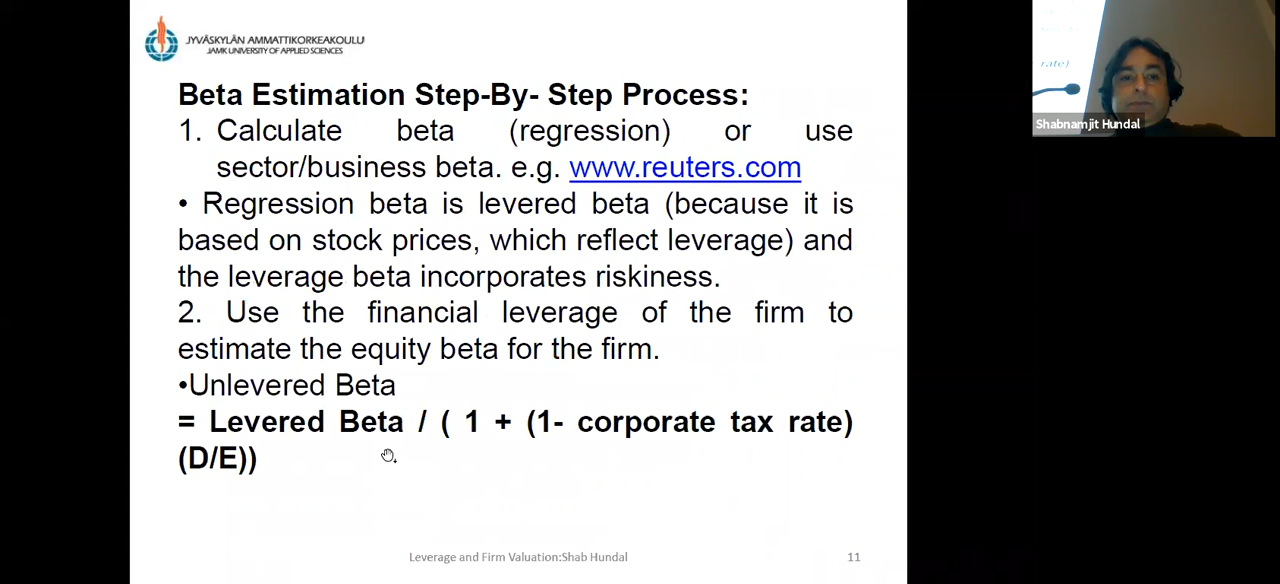 JYVÄSKYLÄN AMMATTIKORKEAKOULU
JAMK UNIVERSITY OF APPLIED SCIENCES
Beta Estimation Step-By- Step Process:
1. Calculate beta (regression) or use
sector/business beta. e.g. www.reuters.com
• Regression beta is levered beta (because it is
based on stock prices, which reflect leverage) and
the leverage beta incorporates riskiness.
2. Use the financial leverage of the firm to
estimate the equity beta for the firm.
•Unlevered Beta
= Levered Beta / ( 1 + (1- corporate tax rate)
(D/E))
Leverage and Firm Valuation:Shab Hundal
11
rate)
Shabnamjit Hundal